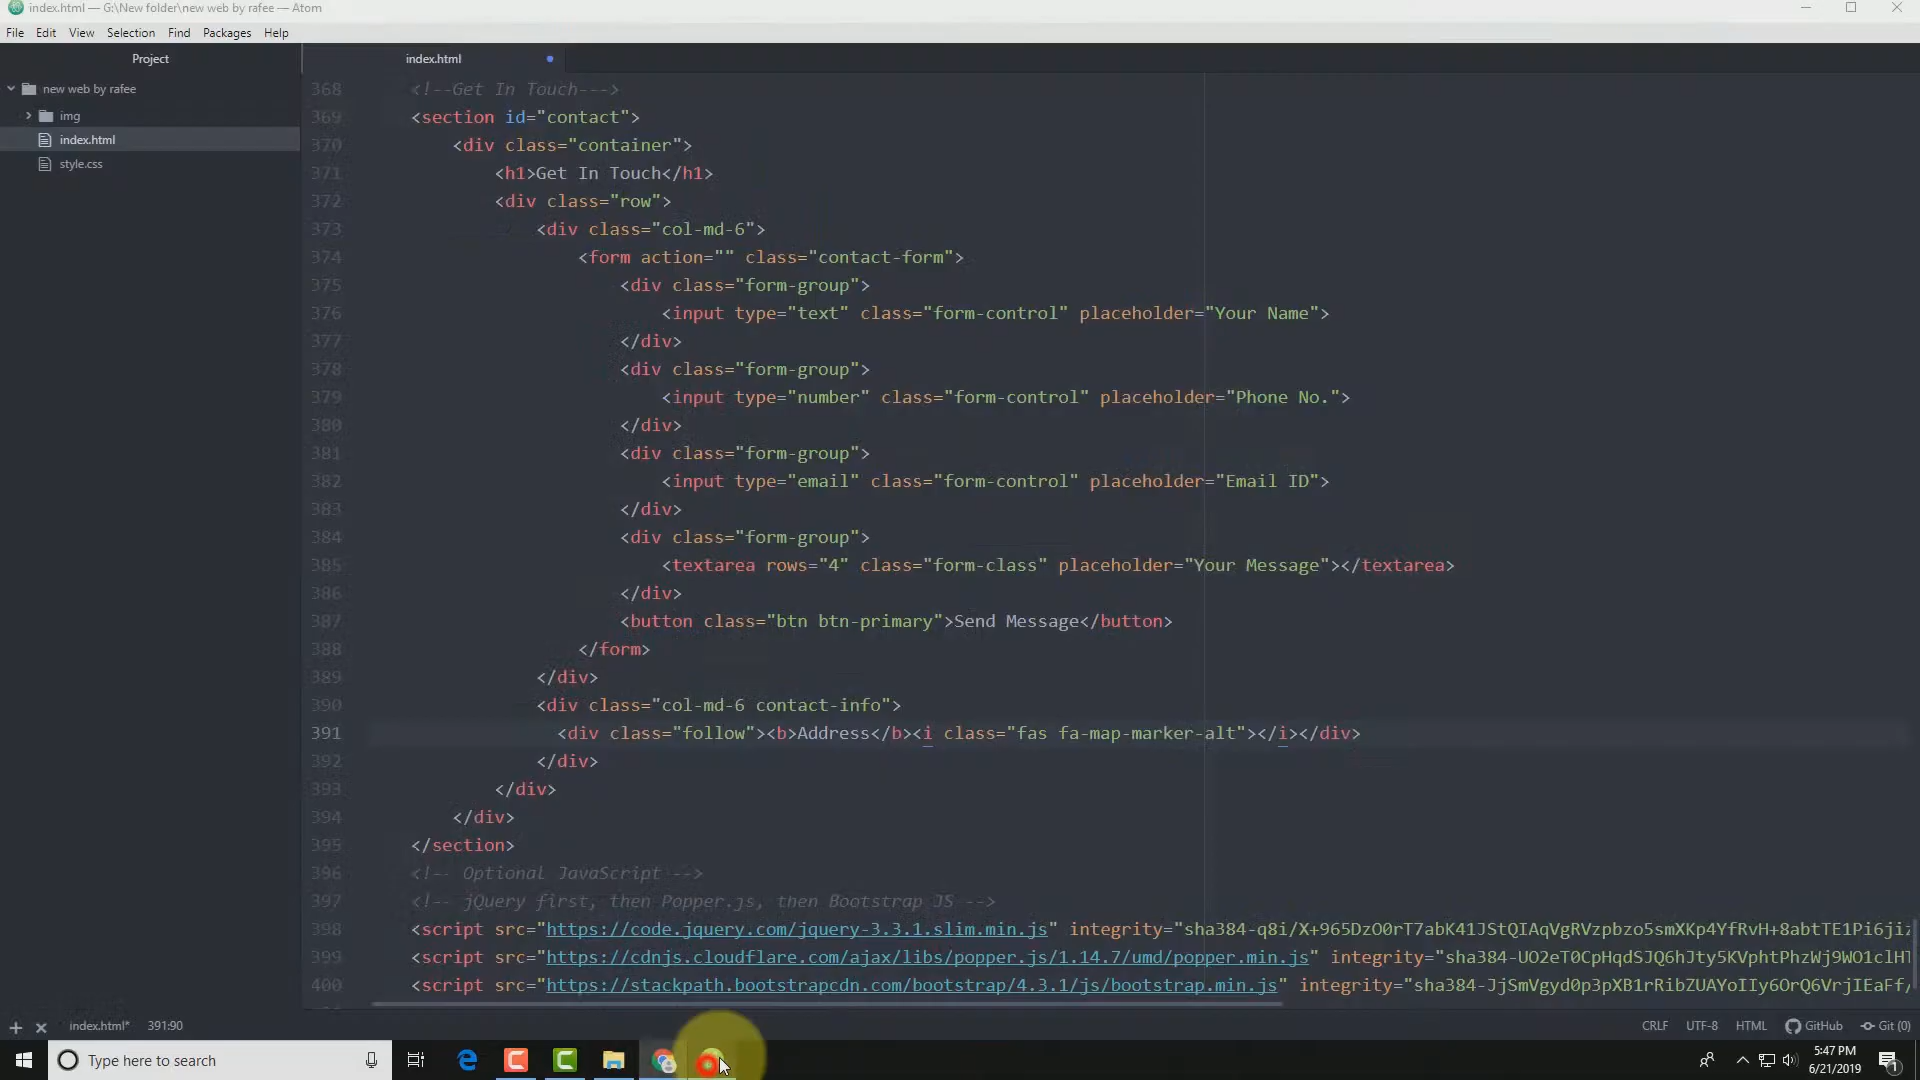 index.html — G:\New folder\new web by rafee — Atom
File Edit View Selection Find Packages Help
Project
index.html
new web by rafee
img
index.html
style.css
368 <!--Get In Touch--->
369 <section id="contact">
370 <div class="container">
371 <h1>Get In Touch</h1>
372 <div class="row">
373 <div class="col-md-6">
374 <form action="" class="contact-form">
375 <div class="form-group">
376 <input type="text" class="form-control" placeholder="Your Name">
377 </div>
378 <div class="form-group">
379 <input type="number" class="form-control" placeholder="Phone No.">
380 </div>
381 <div class="form-group">
382 <input type="email" class="form-control" placeholder="Email ID">
383 </div>
384 <div class="form-group">
385 <textarea rows="4" class="form-class" placeholder="Your Message"></textarea>
386 </div>
387 <button class="btn btn-primary">Send Message</button>
388 </form>
389 </div>
390 <div class="col-md-6 contact-info">
391 <div class="follow"><b>Address</b><i class="fas fa-map-marker-alt"></i></div>
392 </div>
393 </div>
394 </div>
395 </section>
396 <!-- Optional JavaScript -->
397 <!-- jQuery first, then Popper.js, then Bootstrap JS -->
398 <script src="https://code.jquery.com/jquery-3.3.1.slim.min.js" integrity="sha384-q8i/X+965DzO0rT7abK41JStQIAqVgRVzpbzo5smXKp4YfRvH+8abtTE1Pi6jiz
399 <script src="https://cdnjs.cloudflare.com/ajax/libs/popper.js/1.14.7/umd/popper.min.js" integrity="sha384-UO2eT0CpHqdSJQ6hJty5KVphtPhzWj9WO1clHT
400 <script src="https://stackpath.bootstrapcdn.com/bootstrap/4.3.1/js/bootstrap.min.js" integrity="sha384-JjSmVgyd0p3pXB1rRibZUAYoIIy6OrQ6VrjIEaFf/
index.html* 391:90 CRLF UTF-8 HTML GitHub Git (0)
Type here to search
5:47 PM
6/21/2019
1